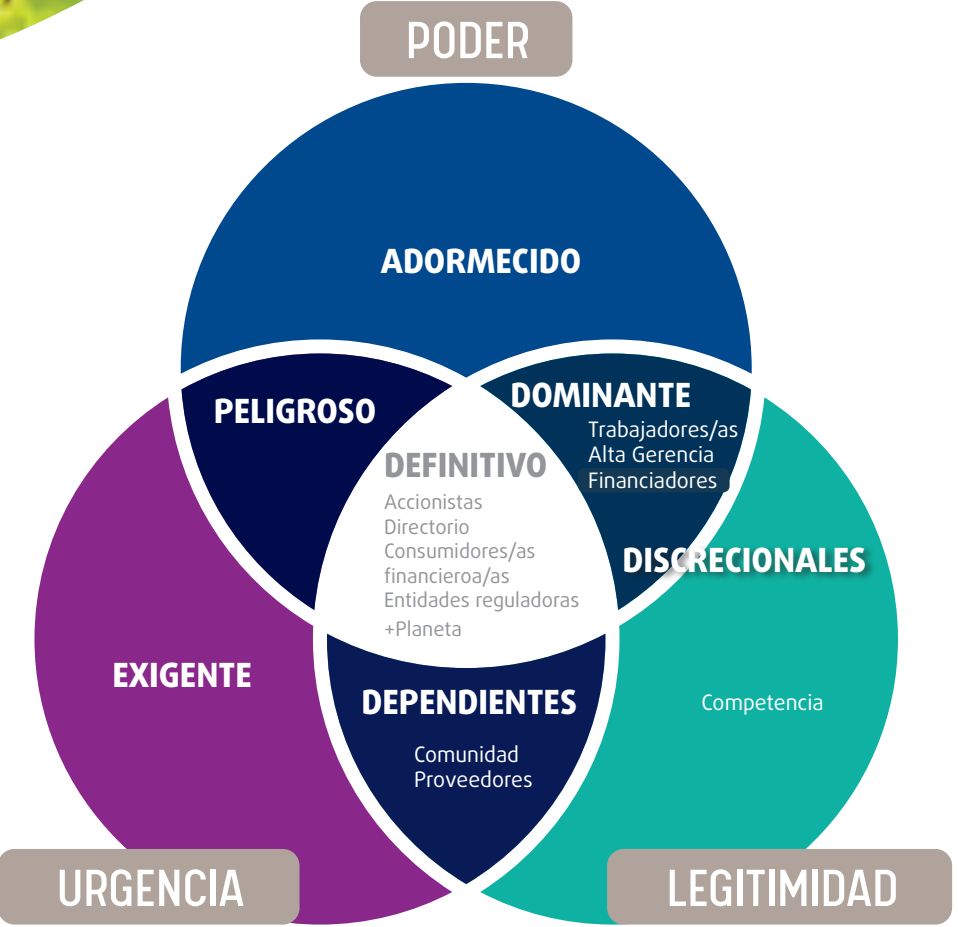 PODER
ADORMECIDO
PELIGROSO
DOMINANTE
Trabajadores/as
Alta Gerencia
Financiadores
DEFINITIVO
Accionistas
Directorio
Consumidores/as
financieroa/as
Entidades reguladoras
+Planeta
DISCRECIONALES
Competencia
EXIGENTE
DEPENDIENTES
Comunidad
Proveedores
URGENCIA
LEGITIMIDAD